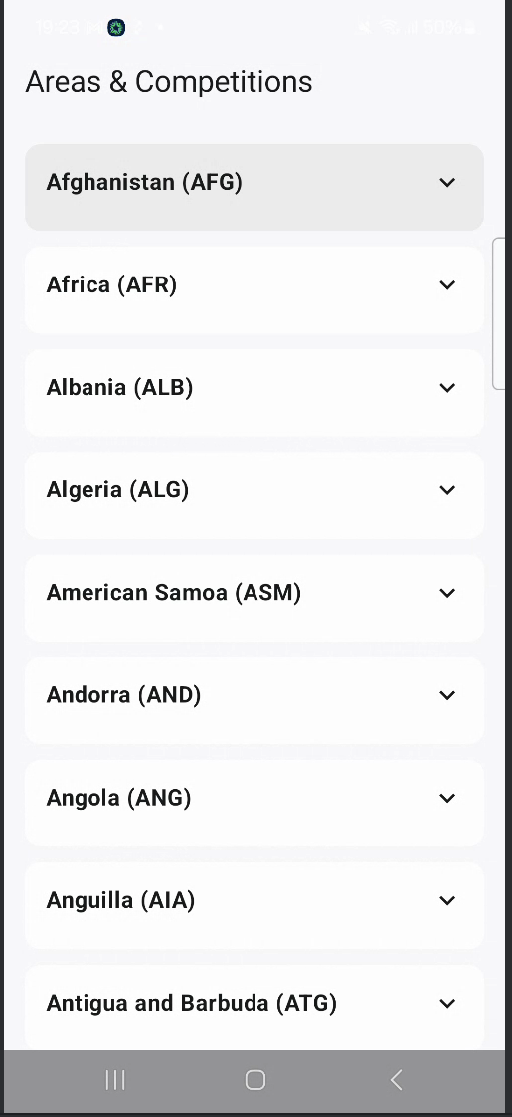 19:23
50%
Areas & Competitions
Afghanistan (AFG)
Africa (AFR)
Albania (ALB)
Algeria (ALG)
American Samoa (ASM)
Andorra (AND)
Angola (ANG)
Anguilla (AIA)
Antigua and Barbuda (ATG)